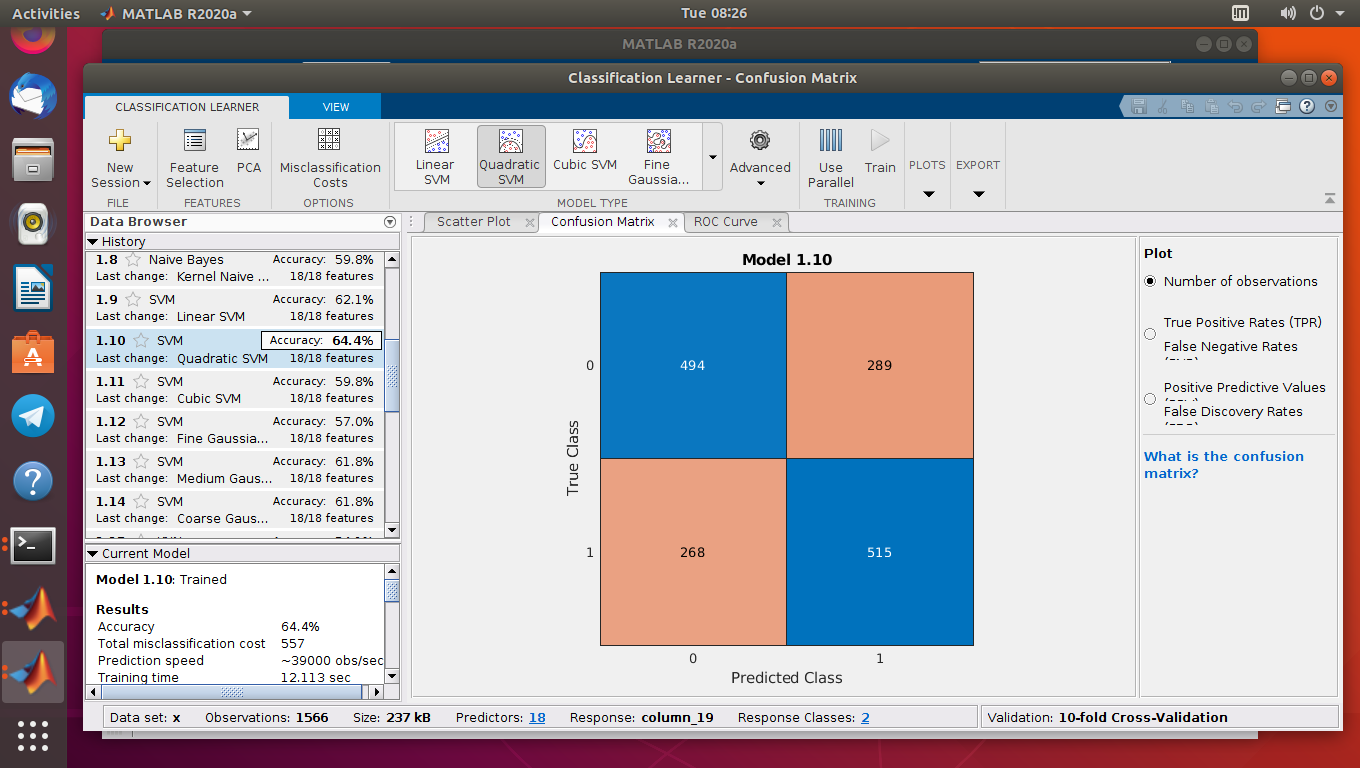 Activities MATLAB R2020a Tue 08:26
MATLAB R2020a
Classification Learner - Confusion Matrix
CLASSIFICATION LEARNER VIEW
New Session
Feature Selection
PCA
Misclassification Costs
Linear SVM
Quadratic SVM
Cubic SVM
Fine Gaussia...
Advanced
Use Parallel
Train
PLOTS
EXPORT
FILE FEATURES OPTIONS MODEL TYPE TRAINING
Data Browser
History
1.8 Naive Bayes Accuracy: 59.8%
Last change: Kernel Naive ... 18/18 features
1.9 SVM Accuracy: 62.1%
Last change: Linear SVM 18/18 features
1.10 SVM Accuracy: 64.4%
Last change: Quadratic SVM 18/18 features
1.11 SVM Accuracy: 59.8%
Last change: Cubic SVM 18/18 features
1.12 SVM Accuracy: 57.0%
Last change: Fine Gaussia... 18/18 features
1.13 SVM Accuracy: 61.8%
Last change: Medium Gaus... 18/18 features
1.14 SVM Accuracy: 61.8%
Last change: Coarse Gaus... 18/18 features
Current Model
Model 1.10: Trained
Results
Accuracy 64.4%
Total misclassification cost 557
Prediction speed ~39000 obs/sec
Training time 12.113 sec
Scatter Plot Confusion Matrix ROC Curve
Model 1.10
0 494 289
1 268 515
0 1
True Class
Predicted Class
Plot
Number of observations
True Positive Rates (TPR)
False Negative Rates
Positive Predictive Values
False Discovery Rates
What is the confusion
matrix?
Data set: x Observations: 1566 Size: 237 kB Predictors: 18 Response: column_19 Response Classes: 2 Validation: 10-fold Cross-Validation